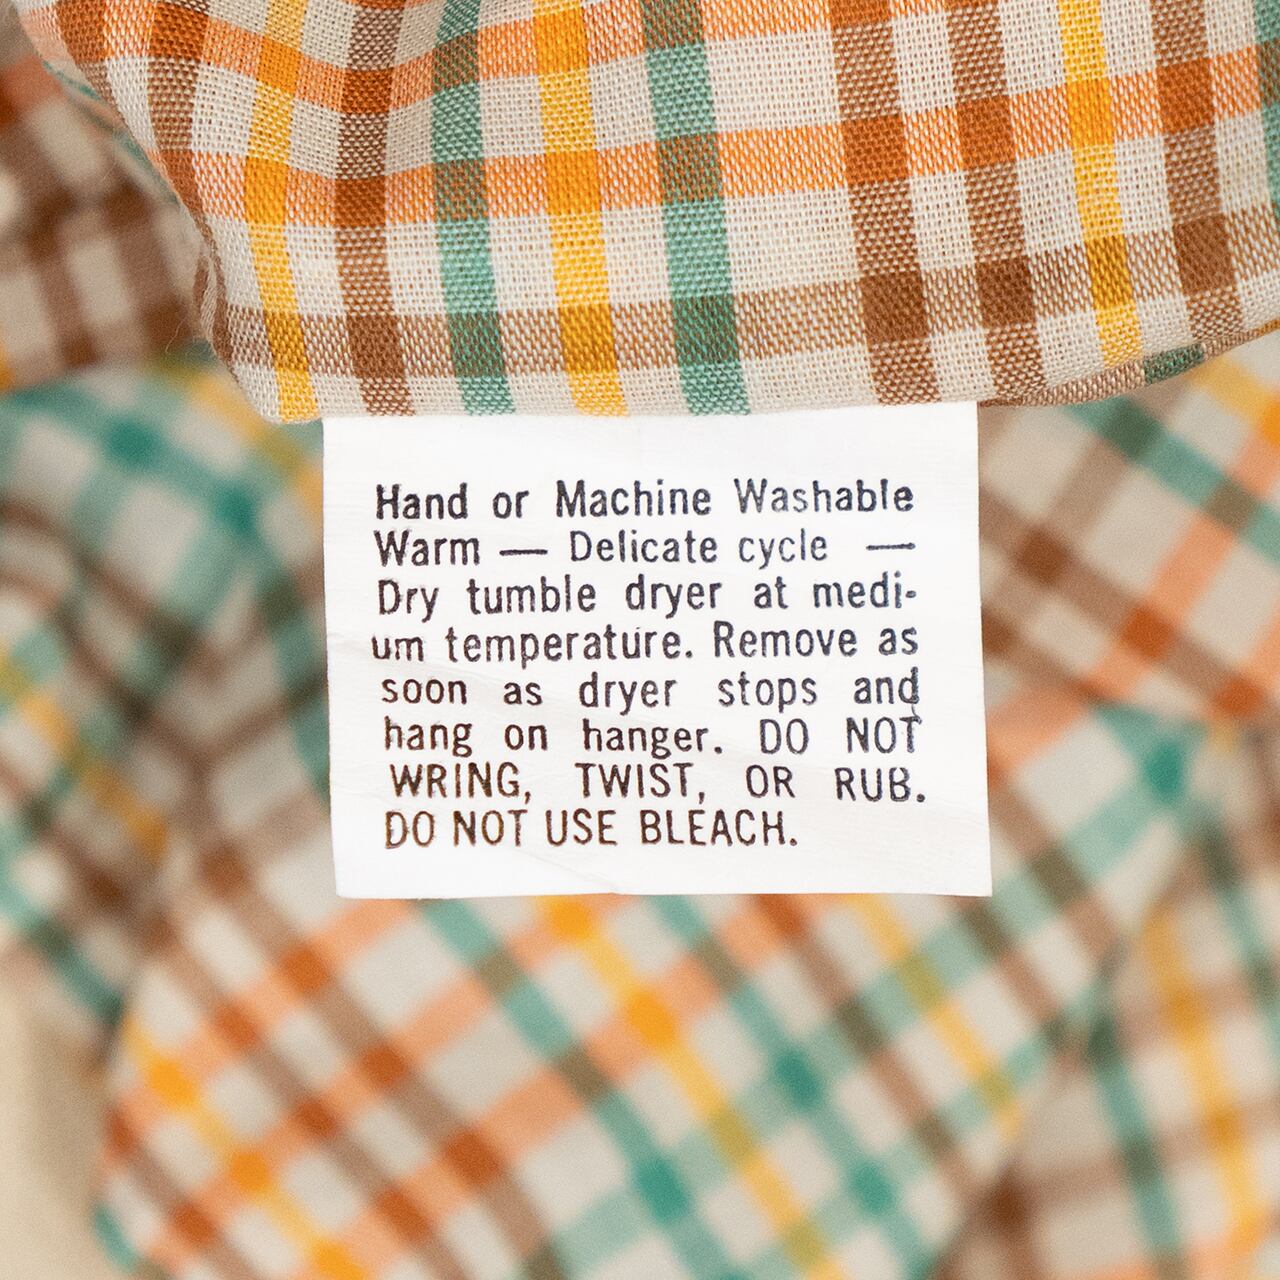 Hand or Machine Washable
Warm — Delicate cycle —
Dry tumble dryer at medi-
um temperature. Remove as
soon as dryer stops and
hang on hanger. DO NOT
WRING, TWIST, OR RUB.
DO NOT USE BLEACH.